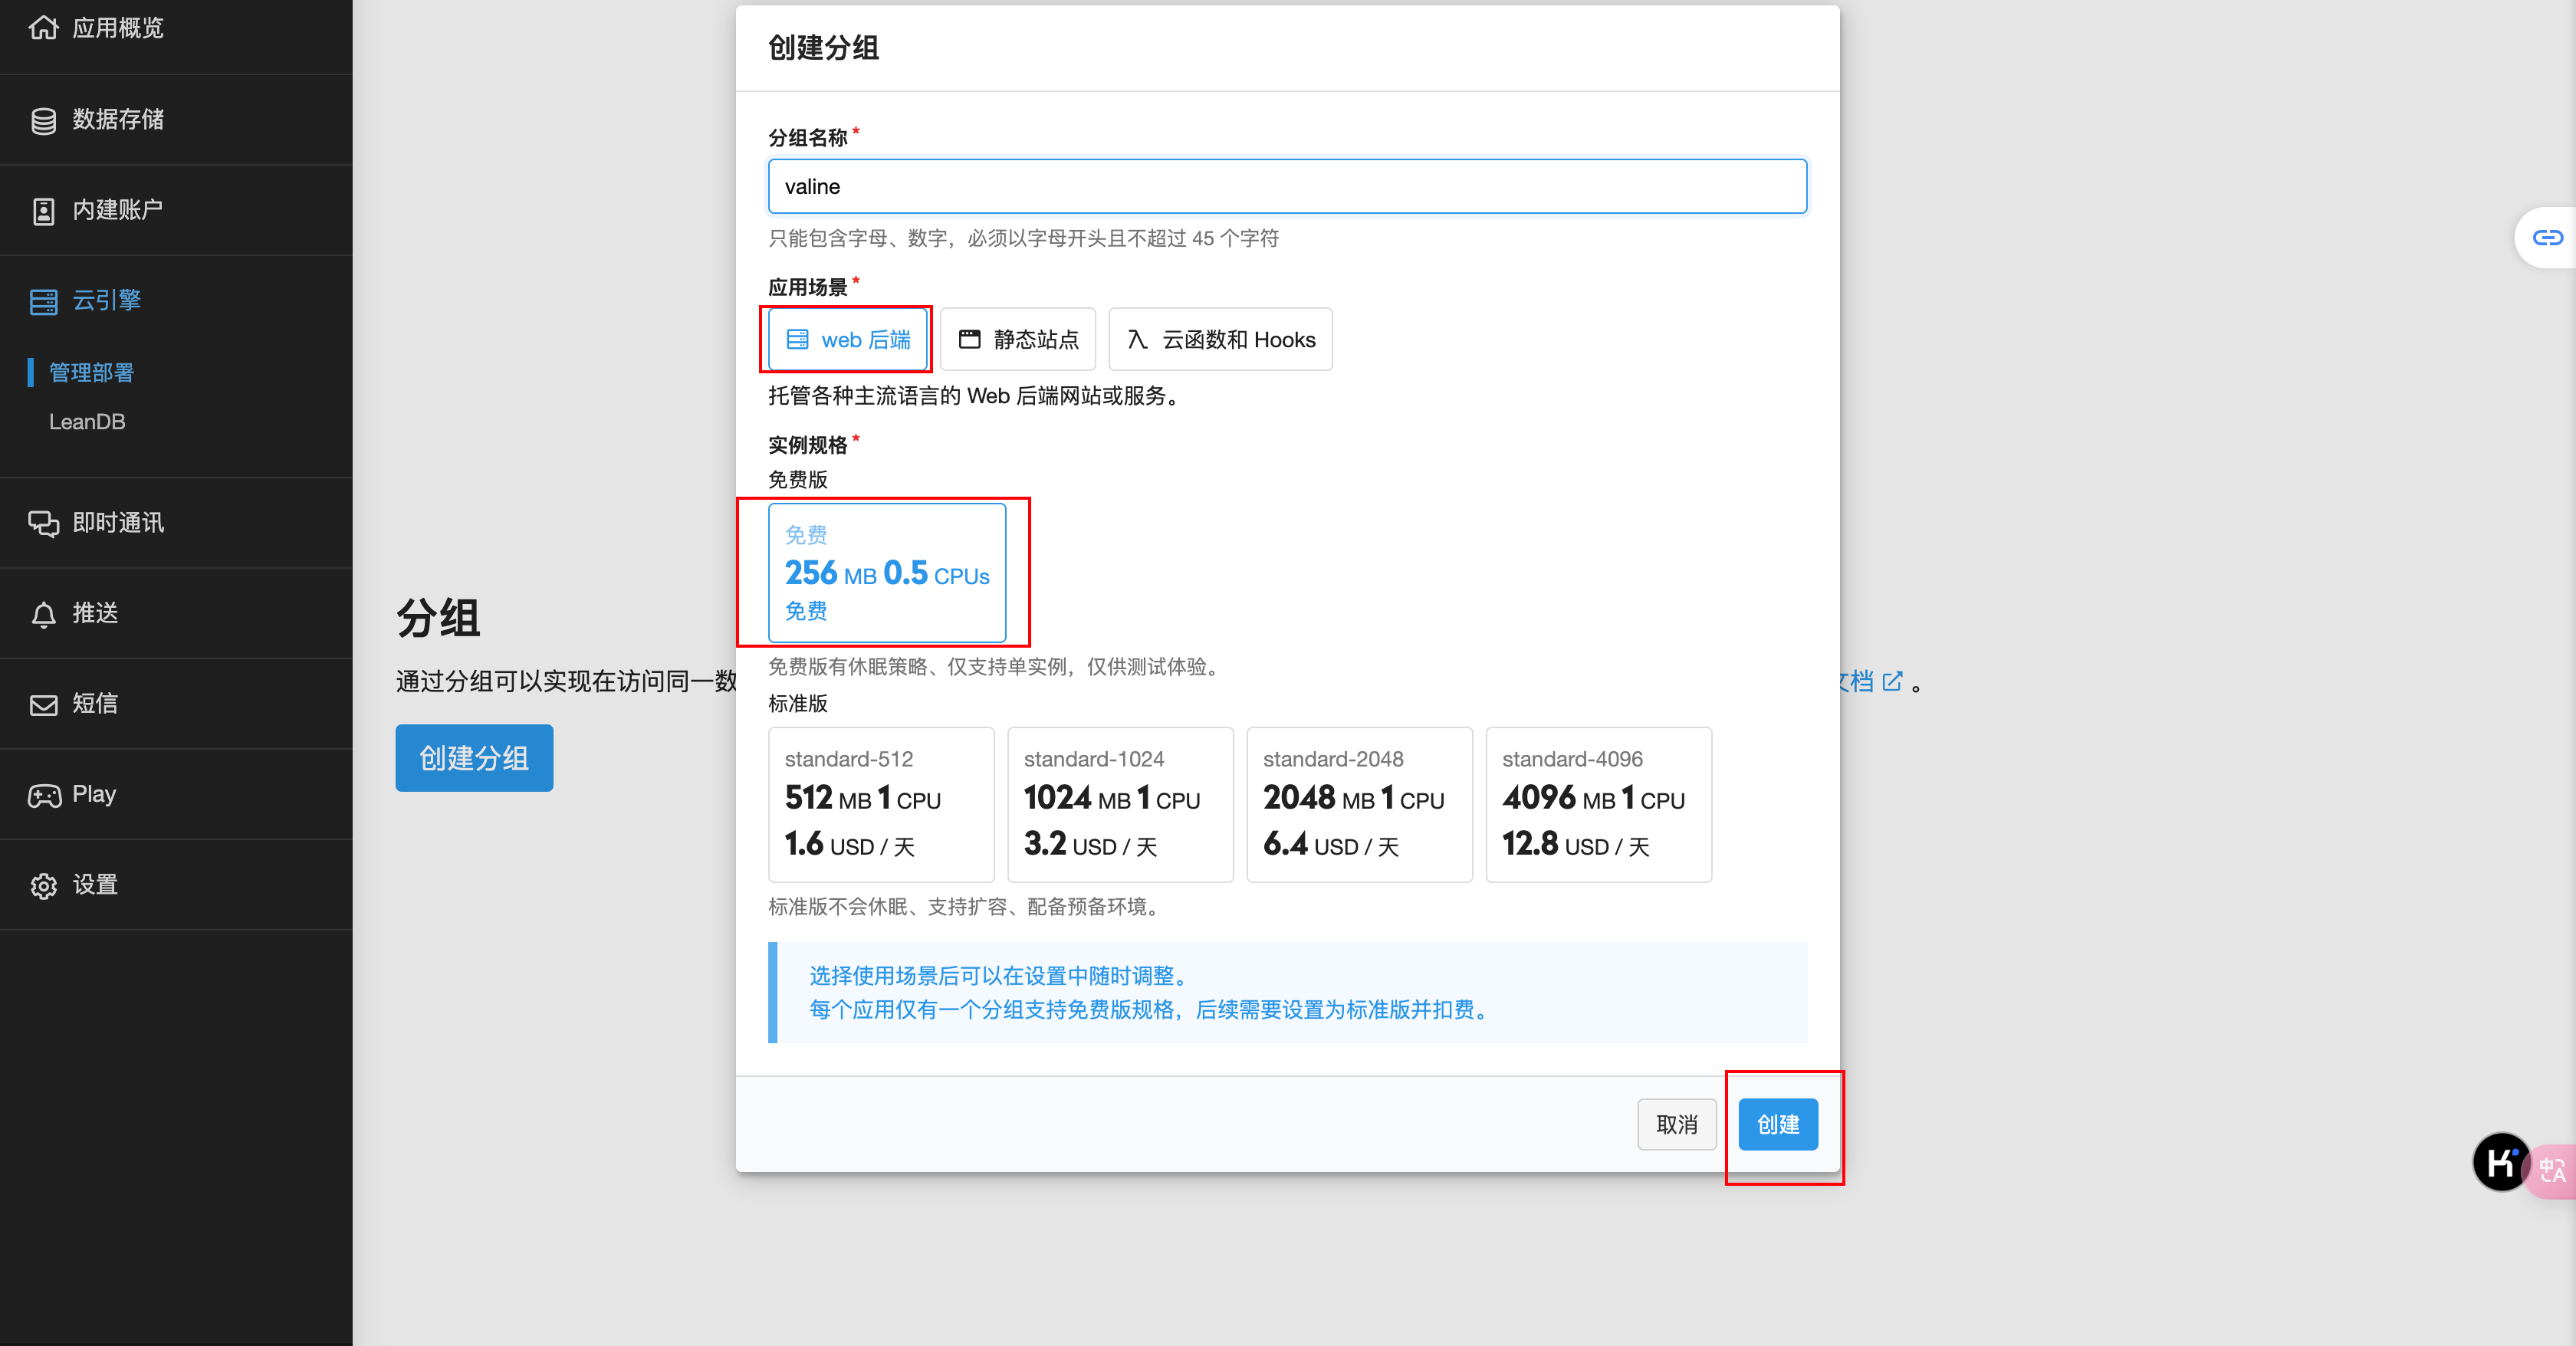 应用概览
数据存储
内建账户
云引擎
管理部署
LeanDB
即时通讯
推送
短信
Play
设置
分组
通过分组可以实现在访问同一数
文档 。
创建分组
创建分组
分组名称 *
valine
只能包含字母、数字，必须以字母开头且不超过 45 个字符
应用场景 *
web 后端
静态站点
云函数和 Hooks
托管各种主流语言的 Web 后端网站或服务。
实例规格 *
免费版
免费
256 MB 0.5 CPUs
免费
免费版有休眠策略、仅支持单实例，仅供测试体验。
标准版
standard-512
512 MB 1 CPU
1.6 USD / 天
standard-1024
1024 MB 1 CPU
3.2 USD / 天
standard-2048
2048 MB 1 CPU
6.4 USD / 天
standard-4096
4096 MB 1 CPU
12.8 USD / 天
标准版不会休眠、支持扩容、配备预备环境。
选择使用场景后可以在设置中随时调整。
每个应用仅有一个分组支持免费版规格，后续需要设置为标准版并扣费。
取消
创建
K
中A